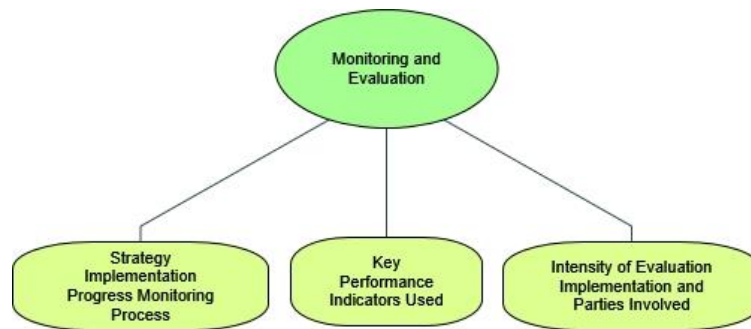 Monitoring and
Evaluation
Strategy
Implementation
Progress Monitoring
Process
Key
Performance
Indicators Used
Intensity of Evaluation
Implementation and
Parties Involved